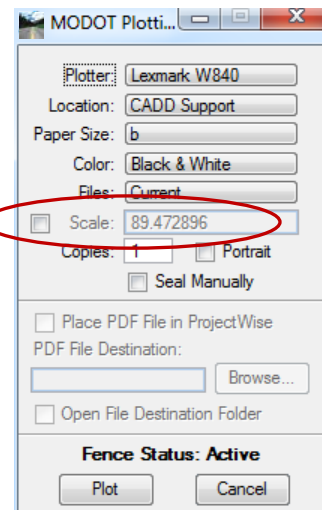 MODOT Plotti...
Plotter: Lexmark W840
Location: CADD Support
Paper Size: b
Color: Black & White
Files: Current
Scale: 89.472896
Copies: 1 Portrait
Seal Manually
Place PDF File in ProjectWise
PDF File Destination:
Browse...
Open File Destination Folder
Fence Status: Active
Plot Cancel